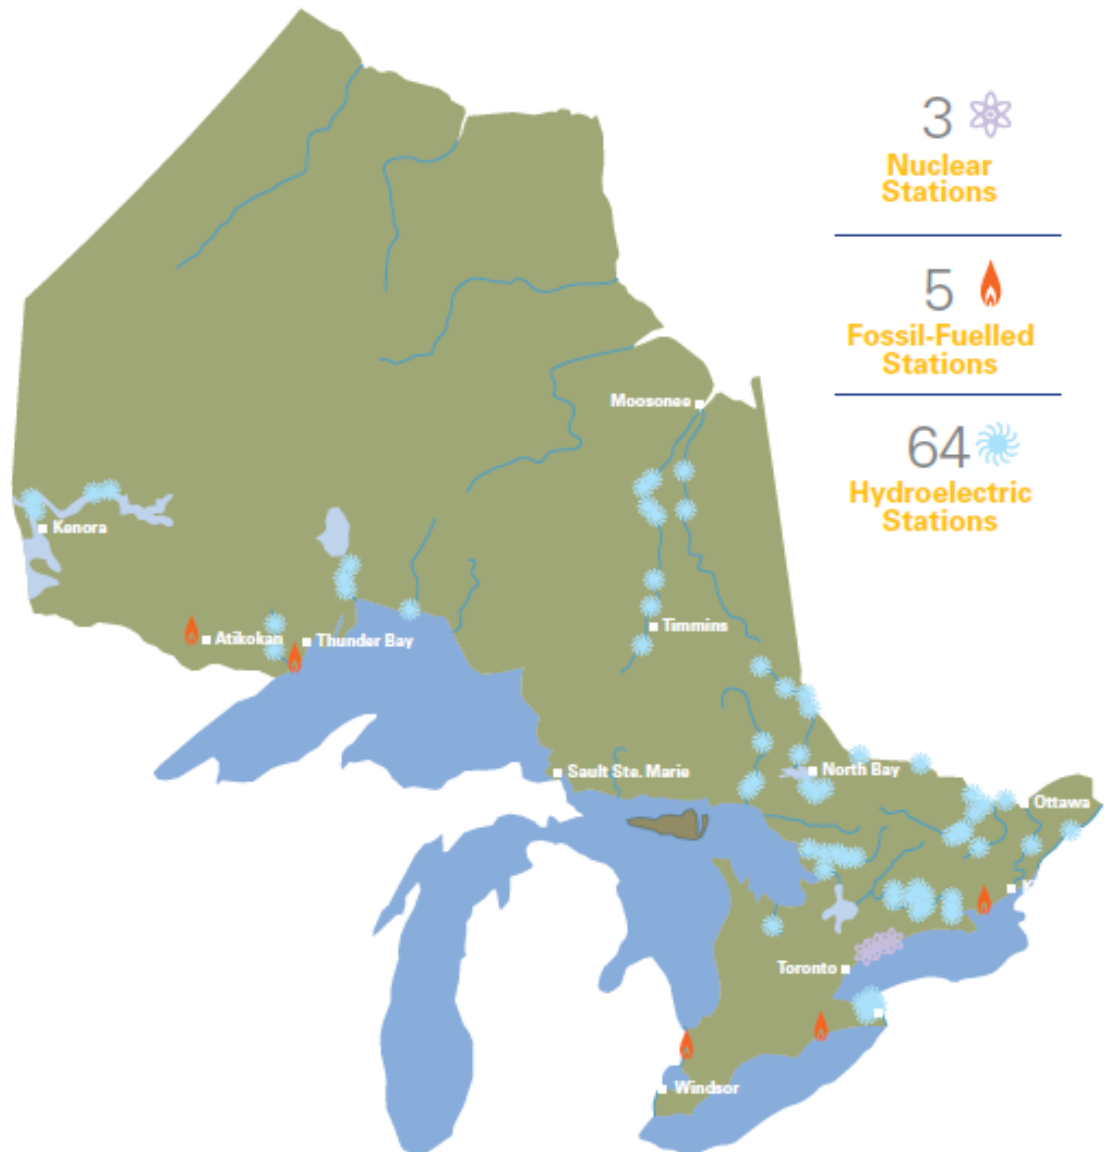 3
Nuclear
Stations
5
Fossil-Fuelled
Stations
64
Hydroelectric
Stations
Moosonee
Kenora
Timmins
Atikokan
Thunder Bay
Sault Ste. Marie
North Bay
Ottawa
Toronto
Windsor